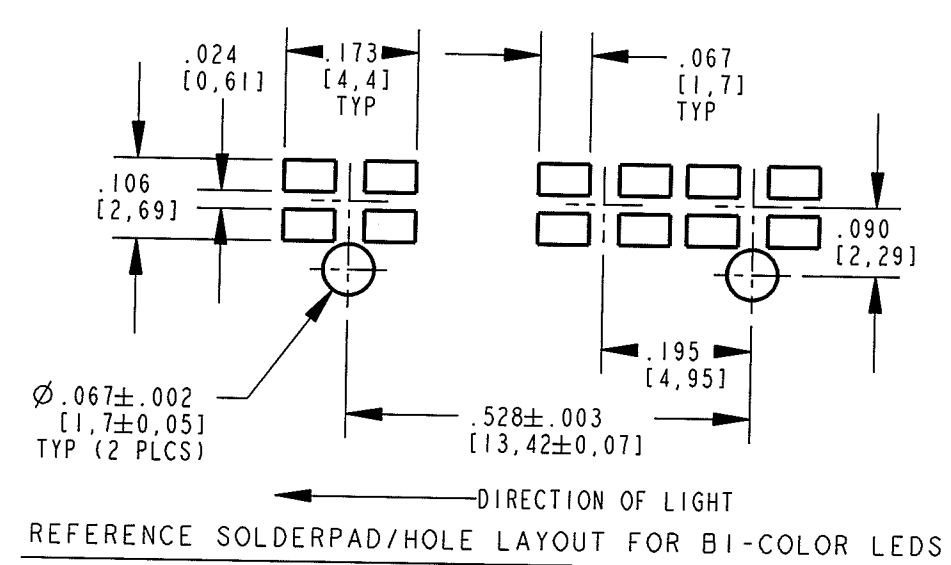 .024
[0,61]
.173
[4,4]
TYP
.067
[1,7]
TYP
.106
[2,69]
.090
[2,29]
.195
[4,95]
Ø.067±.002
[1,7±0,05]
TYP (2 PLCS)
.528±.003
[13,42±0,07]
DIRECTION OF LIGHT
REFERENCE SOLDERPAD/HOLE LAYOUT FOR BI-COLOR LEDS